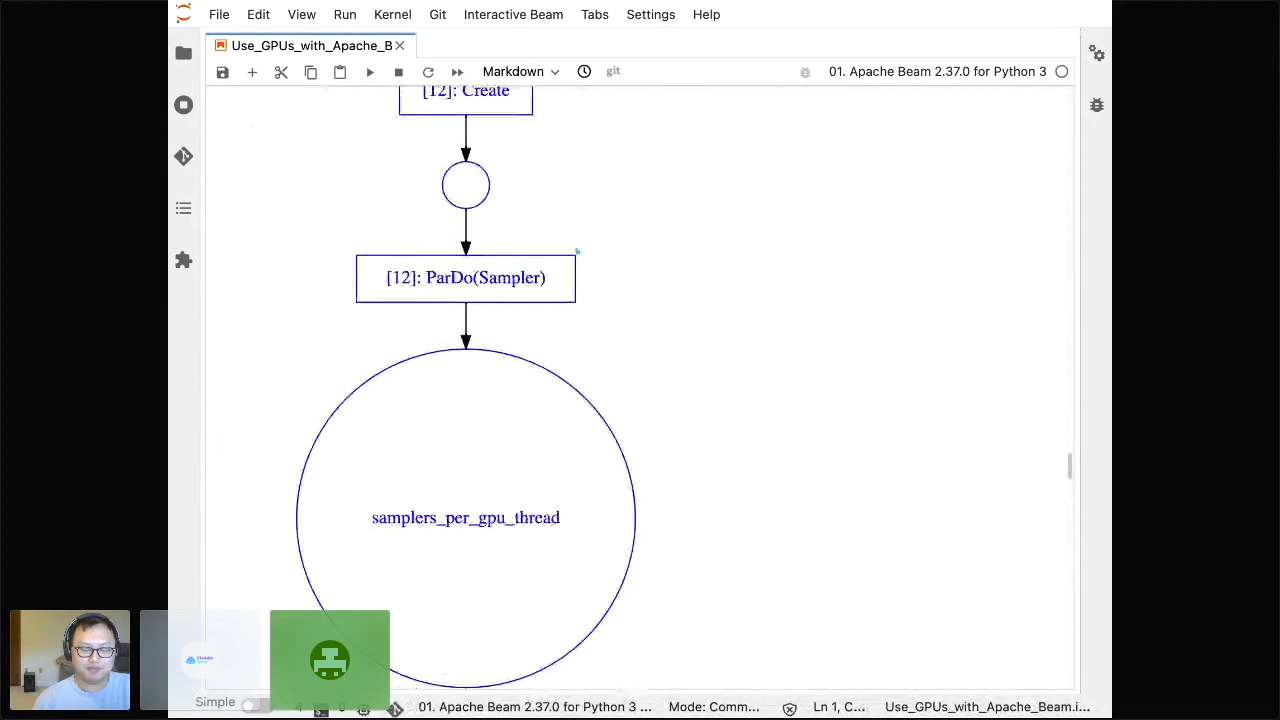 File Edit View Run Kernel Git Interactive Beam Tabs Settings Help
Use_GPUs_with_Apache_B
Markdown git 01. Apache Beam 2.37.0 for Python 3
[12]: Create
[12]: ParDo(Sampler)
samplers_per_gpu_thread
Simple 4 0 01. Apache Beam 2.37.0 for Python 3 ... Mode: Comm... Ln 1, C... Use_GPUs_with_Apache_Beam.i...